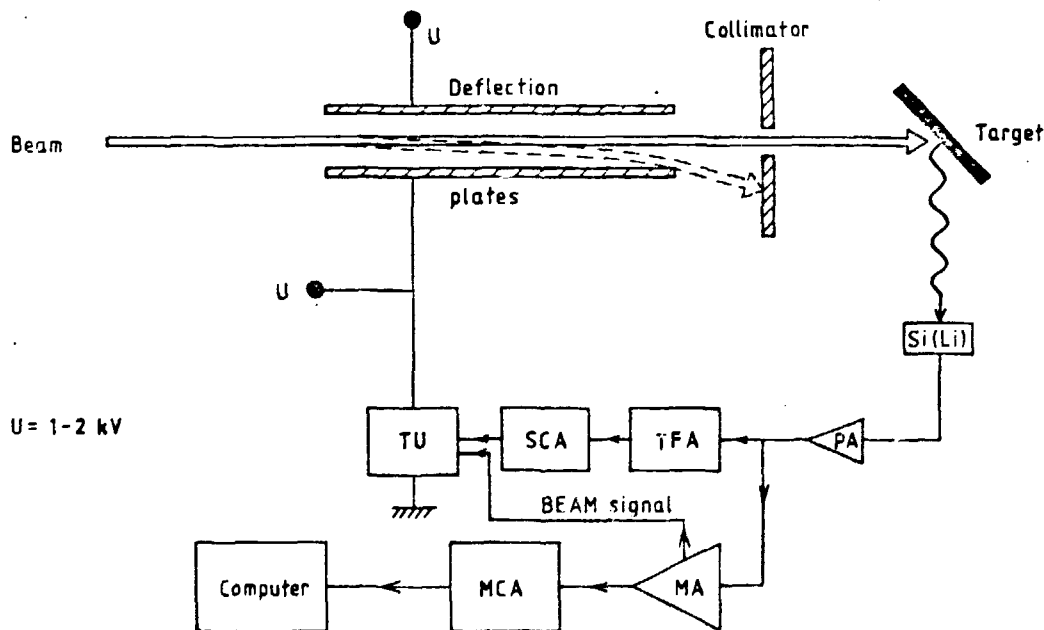 U
Collimator
Deflection
Beam
Target
plates
U
Si(Li)
U= 1-2 kV
TU
SCA
TFA
PA
BEAM signal
Computer
MCA
MA